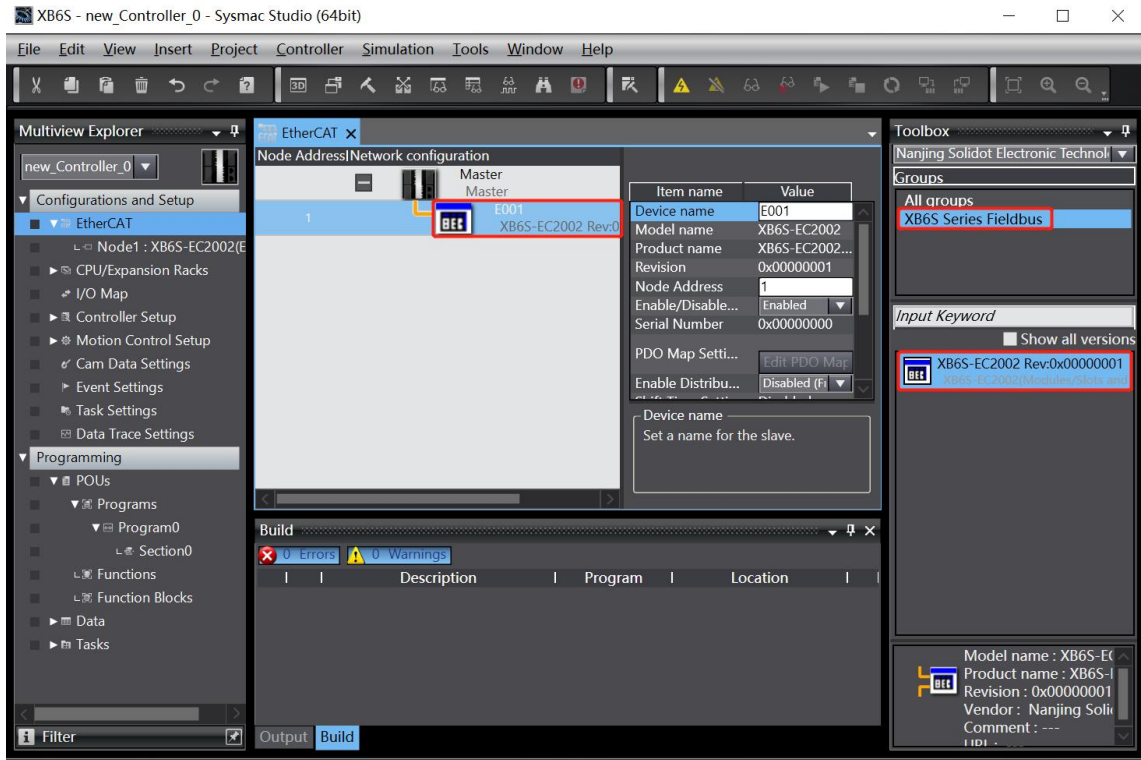 XB6S - new_Controller_0 - Sysmac Studio (64bit)
File Edit View Insert Project Controller Simulation Tools Window Help
3D
Multiview Explorer
new_Controller_0
Configurations and Setup
EtherCAT
Node1 : XB6S-EC2002(E
CPU/Expansion Racks
I/O Map
Controller Setup
Motion Control Setup
Cam Data Settings
Event Settings
Task Settings
Data Trace Settings
Programming
POUs
Programs
Program0
Section0
Functions
Function Blocks
Data
Tasks
Filter
EtherCAT
Node Address|Network configuration
Master
Master
1
E001
XB6S-EC2002 Rev:0
Item name Value
Device name E001
Model name XB6S-EC2002
Product name XB6S-EC2002...
Revision 0x00000001
Node Address 1
Enable/Disable... Enabled
Serial Number 0x00000000
PDO Map Setti... Edit PDO Map
Enable Distribu... Disabled (Fr
Device name
Set a name for the slave.
Build
0 Errors 0 Warnings
Description Program Location
Output Build
Toolbox
Nanjing Solidot Electronic Technol
Groups
All groups
XB6S Series Fieldbus
Input Keyword
Show all versions
XB6S-EC2002 Rev:0x00000001
XB6S-EC2002(Modules/Slots and
Model name : XB6S-E
Product name : XB6S-
Revision : 0x00000001
Vendor : Nanjing Soli
Comment : ---